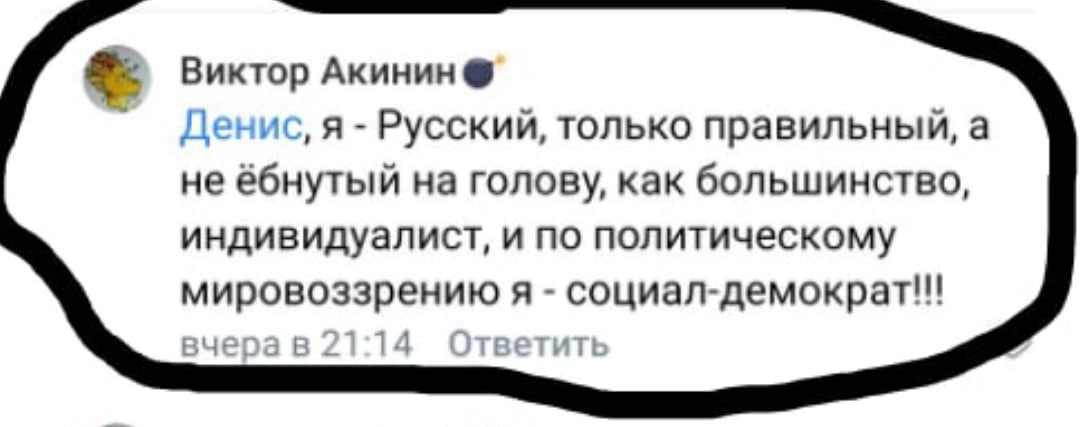 Виктор Акинин💣
Денис, я - Русский, только правильный, а
не ёбнутый на голову, как большинство,
индивидуалист, и по политическому
мировоззрению я - социал-демократ!!!
вчера в 21:14 Ответить